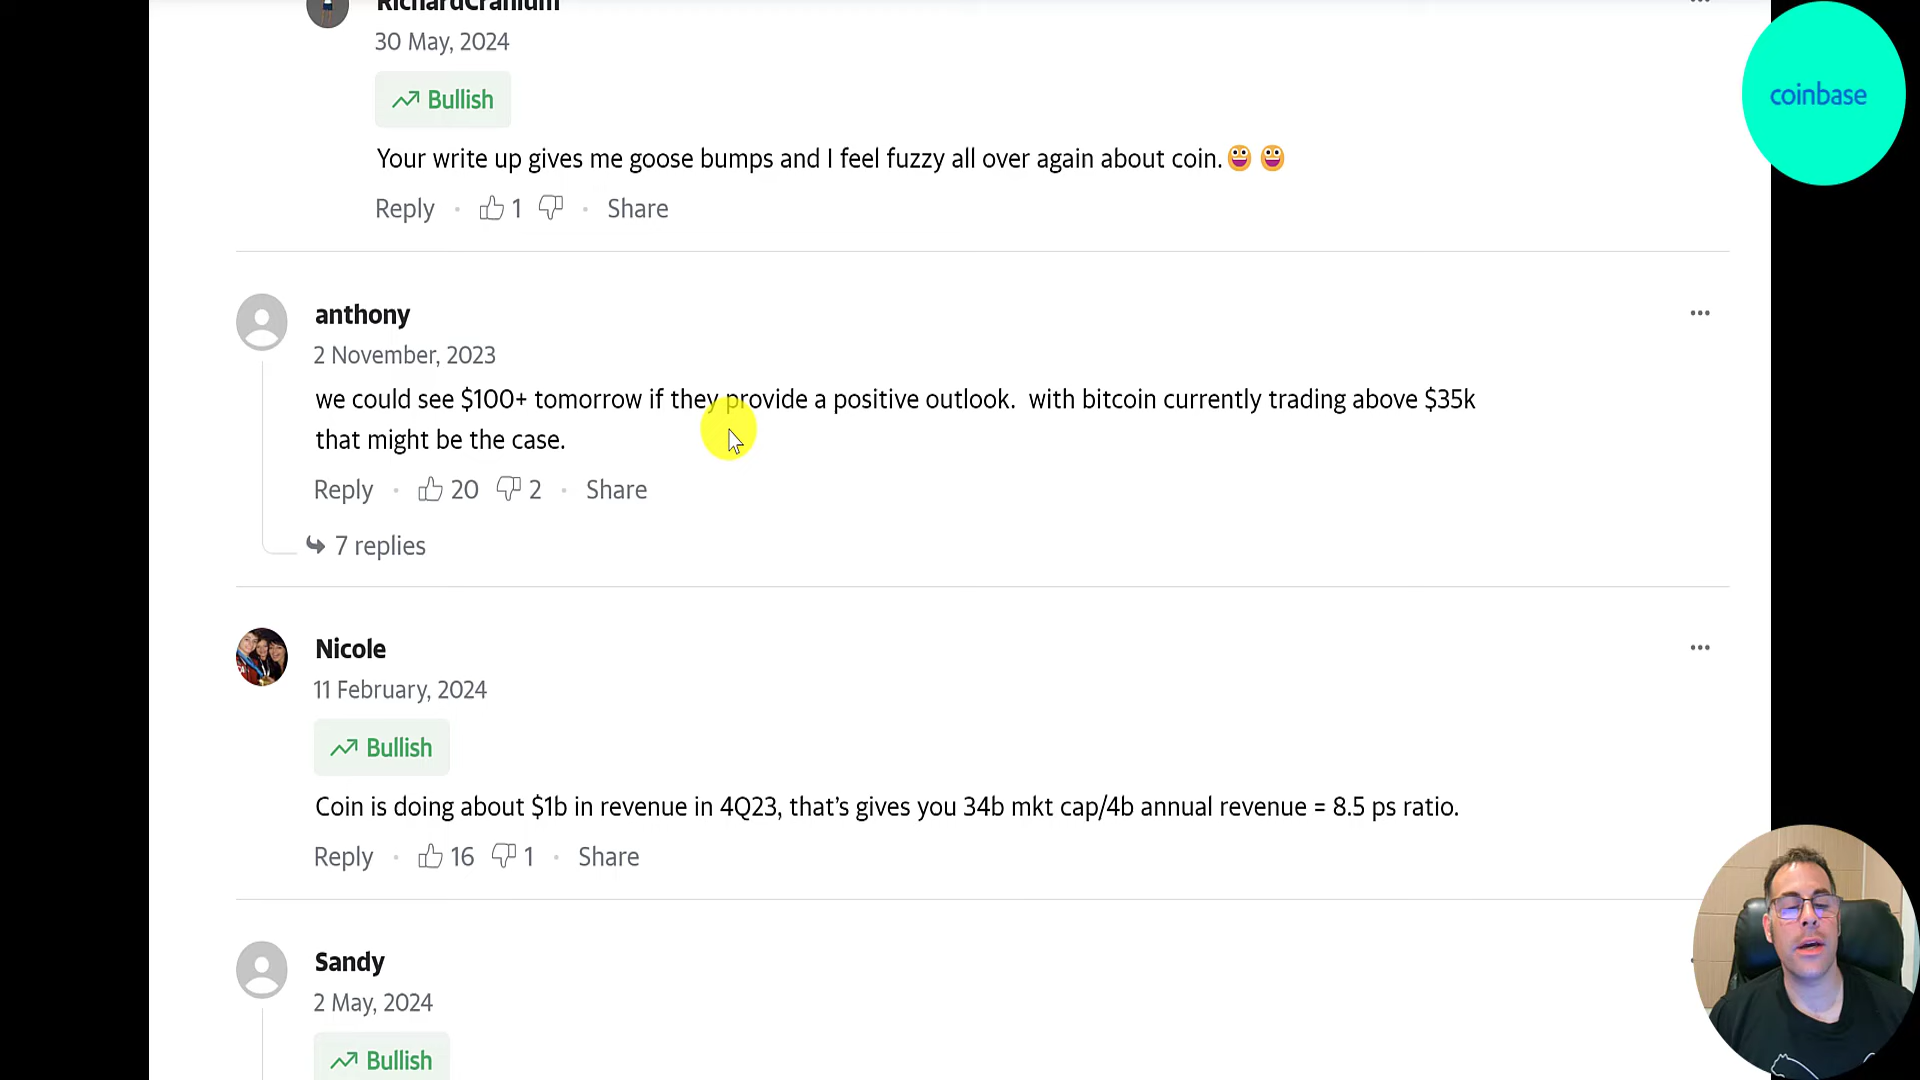 RichardCranium
30 May, 2024
Bullish
coinbase
Your write up gives me goose bumps and I feel fuzzy all over again about coin.
Reply · 1 · Share
anthony
2 November, 2023
we could see $100+ tomorrow if they provide a positive outlook. with bitcoin currently trading above $35k
that might be the case.
Reply · 20 2 · Share
7 replies
Nicole
11 February, 2024
Bullish
Coin is doing about $1b in revenue in 4Q23, that’s gives you 34b mkt cap/4b annual revenue = 8.5 ps ratio.
Reply · 16 1 · Share
Sandy
2 May, 2024
Bullish